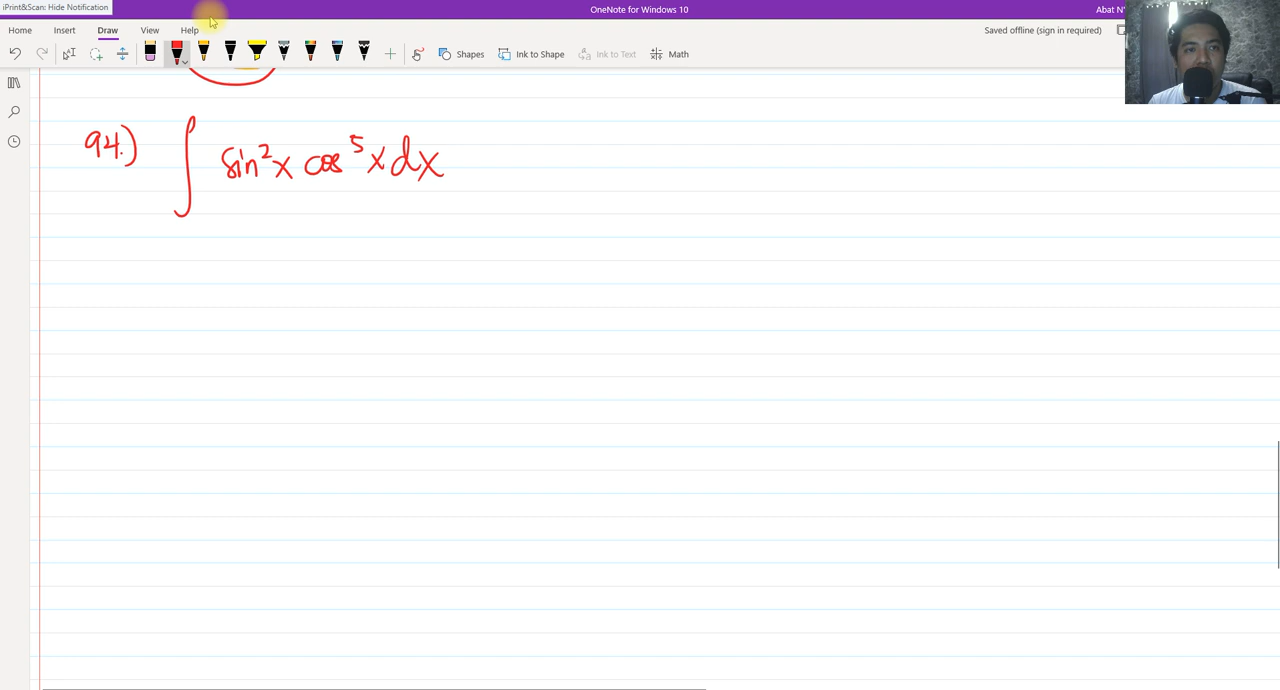 iPrint&Scan: Hide Notification
OneNote for Windows 10
Abat N
Home Insert Draw View Help
Saved offline (sign in required)
Shapes Ink to Shape Ink to Text Math
94.) ∫ sin²x cos⁵x dx